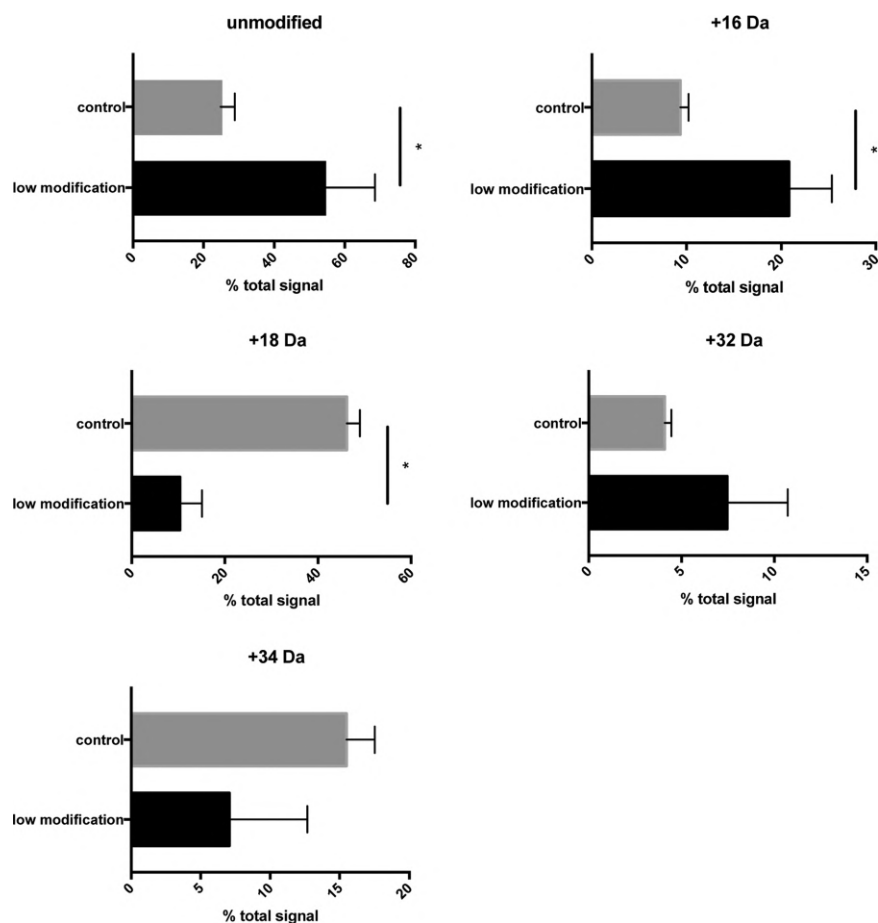 unmodified
control
low modification
*
0 20 40 60 80
% total signal
+16 Da
control
low modification
*
0 10 20 30
% total signal
+18 Da
control
low modification
*
0 20 40 60
% total signal
+32 Da
control
low modification
0 5 10 15
% total signal
+34 Da
control
low modification
0 5 10 15 20